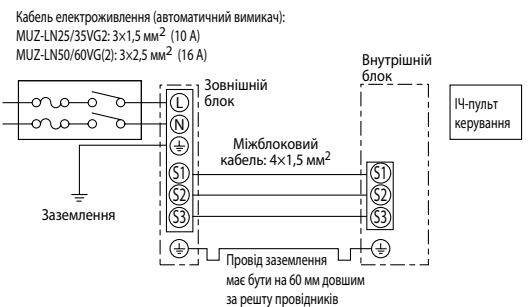 Кабель електроживлення (автоматичний вимикач):
MUZ-LN25/35VG2: 3×1,5 мм² (10 А)
MUZ-LN50/60VG(2): 3×2,5 мм² (16 А)
Зовнішній
блок
Внутрішній
блок
ІЧ-пульт
керування
L
N
Міжблоковий
кабель: 4×1,5 мм²
S1
S1
S2
S2
S3
S3
Заземлення
Провід заземлення
має бути на 60 мм довшим
за решту провідників